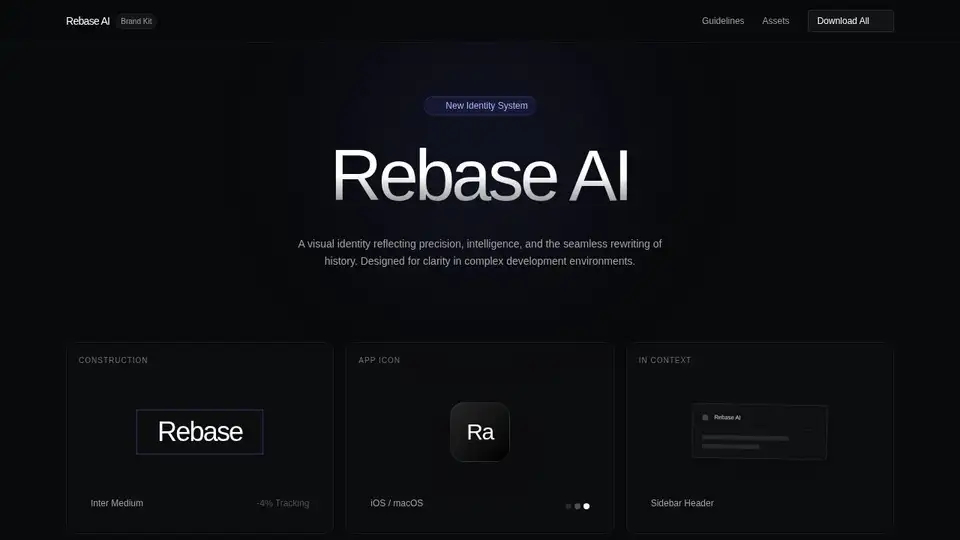 Rebase AI Brand Kit Guidelines Assets Download All
New Identity System
Rebase AI
A visual identity reflecting precision, intelligence, and the seamless rewriting of
history. Designed for clarity in complex development environments.
CONSTRUCTION
Rebase
Inter Medium -4% Tracking
APP ICON
Ra
iOS / macOS
IN CONTEXT
Rebase AI
Sidebar Header